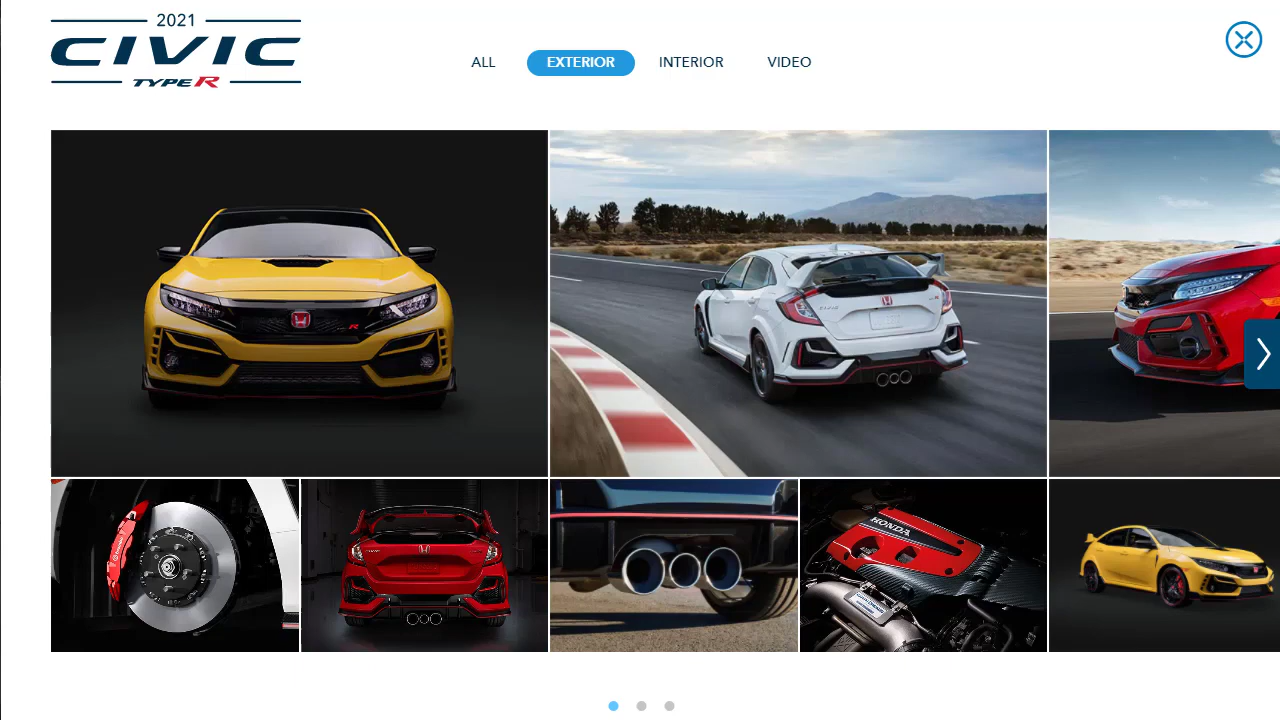 2021
CIVIC
TYPE R
ALL
EXTERIOR
INTERIOR
VIDEO
HONDA